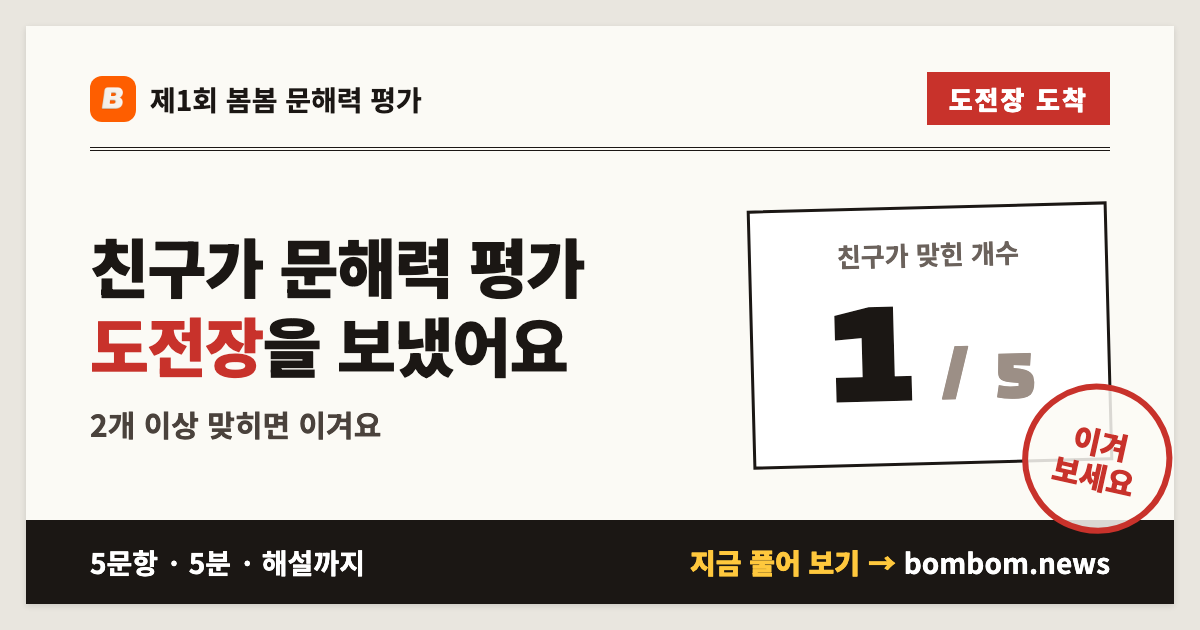 B 제1회 봄봄 문해력 평가
도전장 도착
친구가 문해력 평가
도전장을 보냈어요
2개 이상 맞히면 이겨요
친구가 맞힌 개수
1 / 5
이겨
보세요
5문항 · 5분 · 해설까지
지금 풀어 보기 → bombom.news